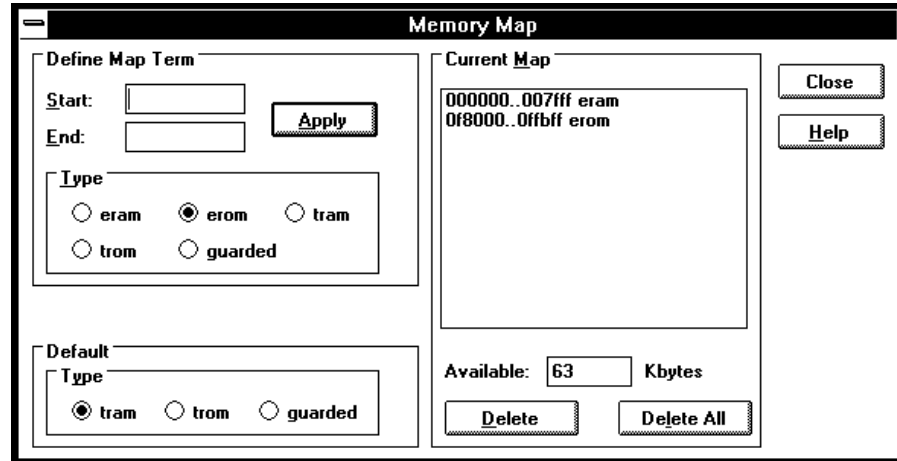 Memory Map
Define Map Term
Start:
End:
Apply
Type
eram erom tram
trom guarded
Default
Type
tram trom guarded
Current Map
000000..007fff eram
0f8000..0ffbff erom
Available: 63 Kbytes
Delete Delete All
Close
Help